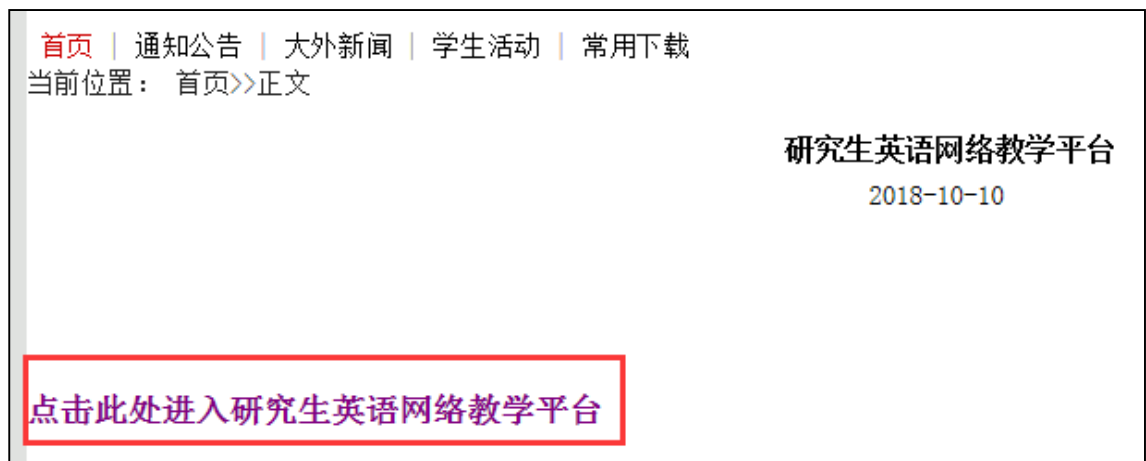 首页 | 通知公告 | 大外新闻 | 学生活动 | 常用下载
当前位置： 首页>>正文
研究生英语网络教学平台
2018-10-10
点击此处进入研究生英语网络教学平台